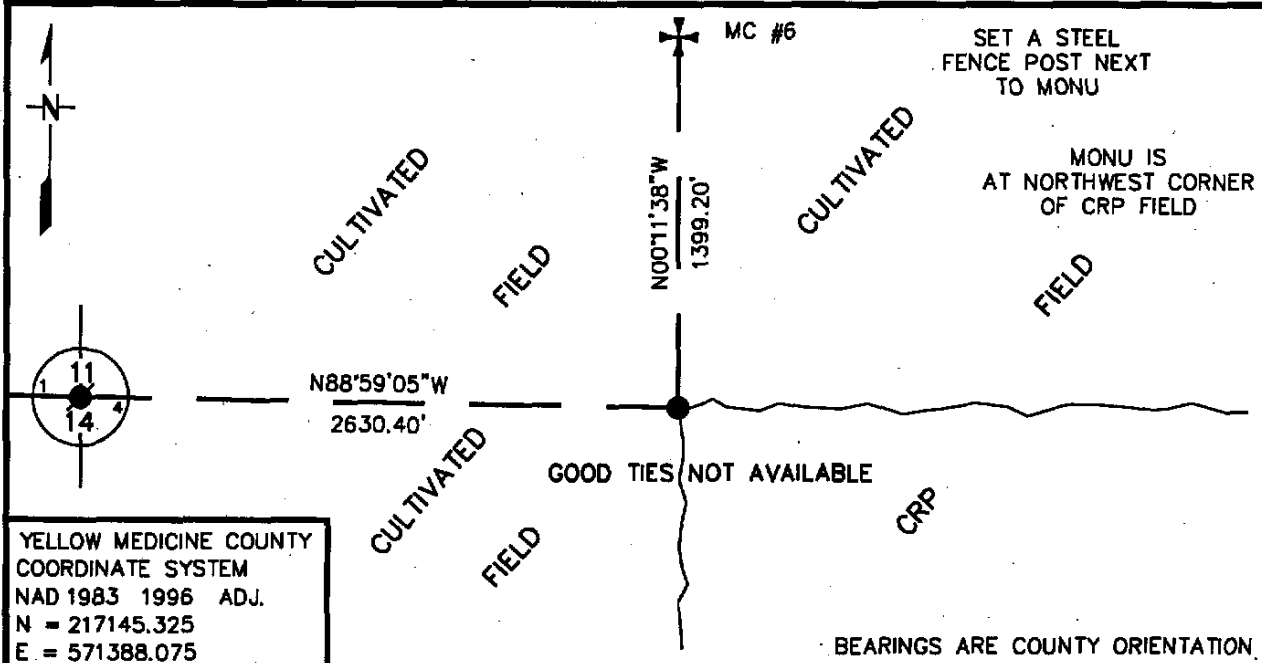 MC #6
SET A STEEL
FENCE POST NEXT
TO MONU
N
CULTIVATED
FIELD
N00°11'38"W
1399.20'
CULTIVATED
FIELD
MONU IS
AT NORTHWEST CORNER
OF CRP FIELD
11
1
4
14
N88°59'05"W
2630.40'
CULTIVATED
FIELD
GOOD TIES NOT AVAILABLE
CRP
YELLOW MEDICINE COUNTY
COORDINATE SYSTEM
NAD 1983 1996 ADJ.
N = 217145.325
E = 571388.075
BEARINGS ARE COUNTY ORIENTATION